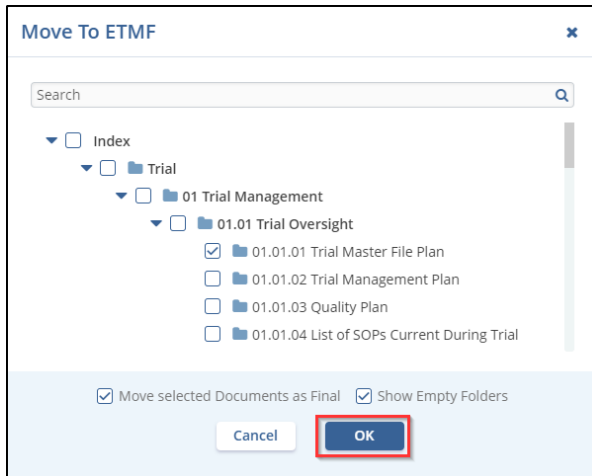 Move To ETMF
Search
Index
Trial
01 Trial Management
01.01 Trial Oversight
01.01.01 Trial Master File Plan
01.01.02 Trial Management Plan
01.01.03 Quality Plan
01.01.04 List of SOPs Current During Trial
Move selected Documents as Final Show Empty Folders
Cancel OK